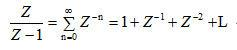 Z/(Z-1) = ∑_{n=0}^{∞} Z^{-n} = 1+Z^{-1}+Z^{-2}+L